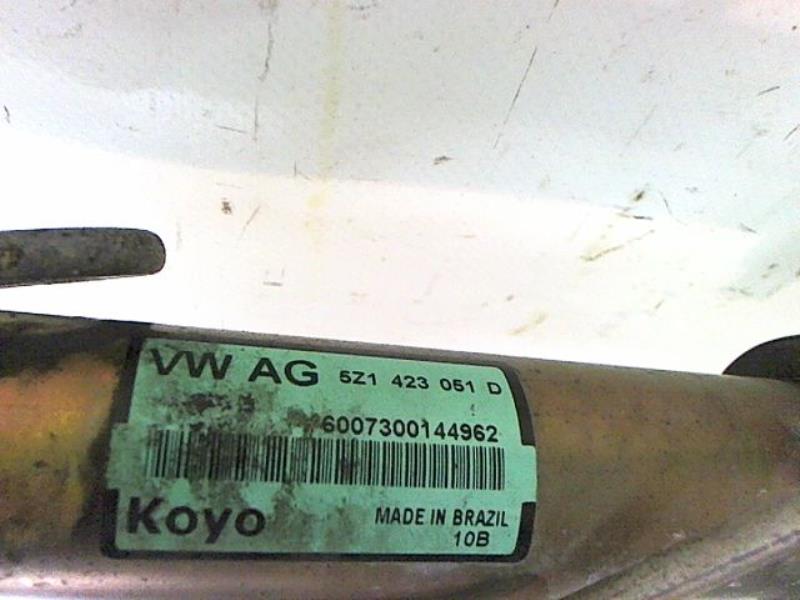 VW AG 5Z1 423 051 D
6007300144962
Koyo
MADE IN BRAZIL
10B